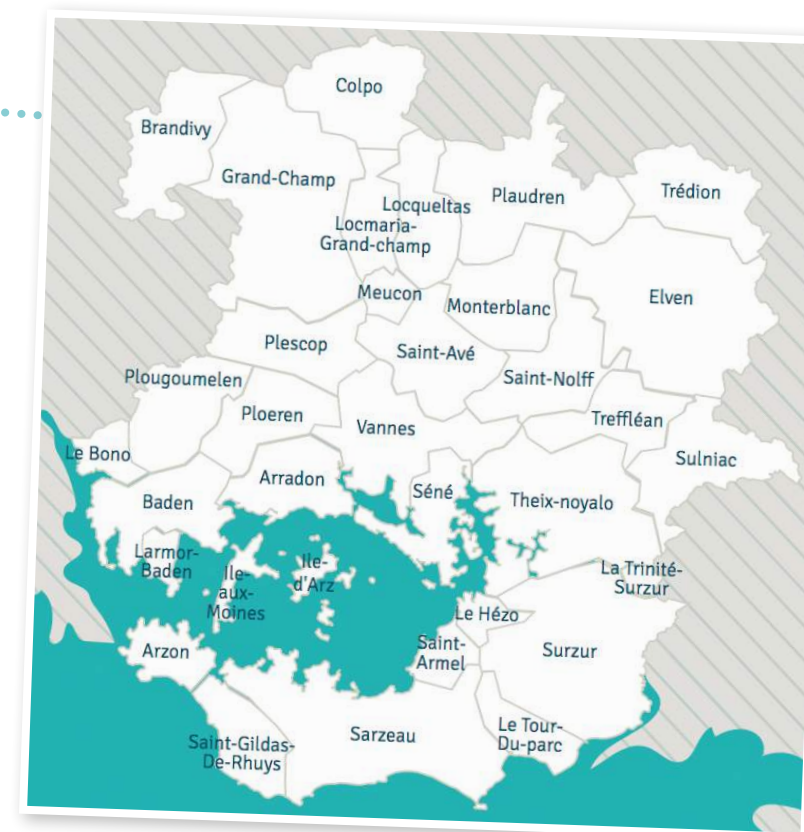 Colpo
Brandivy
Grand-Champ
Locqueltas
Plaudren
Trédion
Locmaria-
Grand-champ
Meucon
Monterblanc
Elven
Plescop
Saint-Avé
Saint-Nolff
Plougoumelen
Ploeren
Vannes
Treffléan
Le Bono
Sulniac
Arradon
Séné
Baden
Theix-noyalo
Larmor-
Baden
Ile-
aux-
Moines
Ile-
d'Arz
La Trinité-
Surzur
Le Hézo
Arzon
Saint-
Armel
Surzur
Saint-Gildas-
De-Rhuys
Sarzeau
Le Tour-
Du-parc